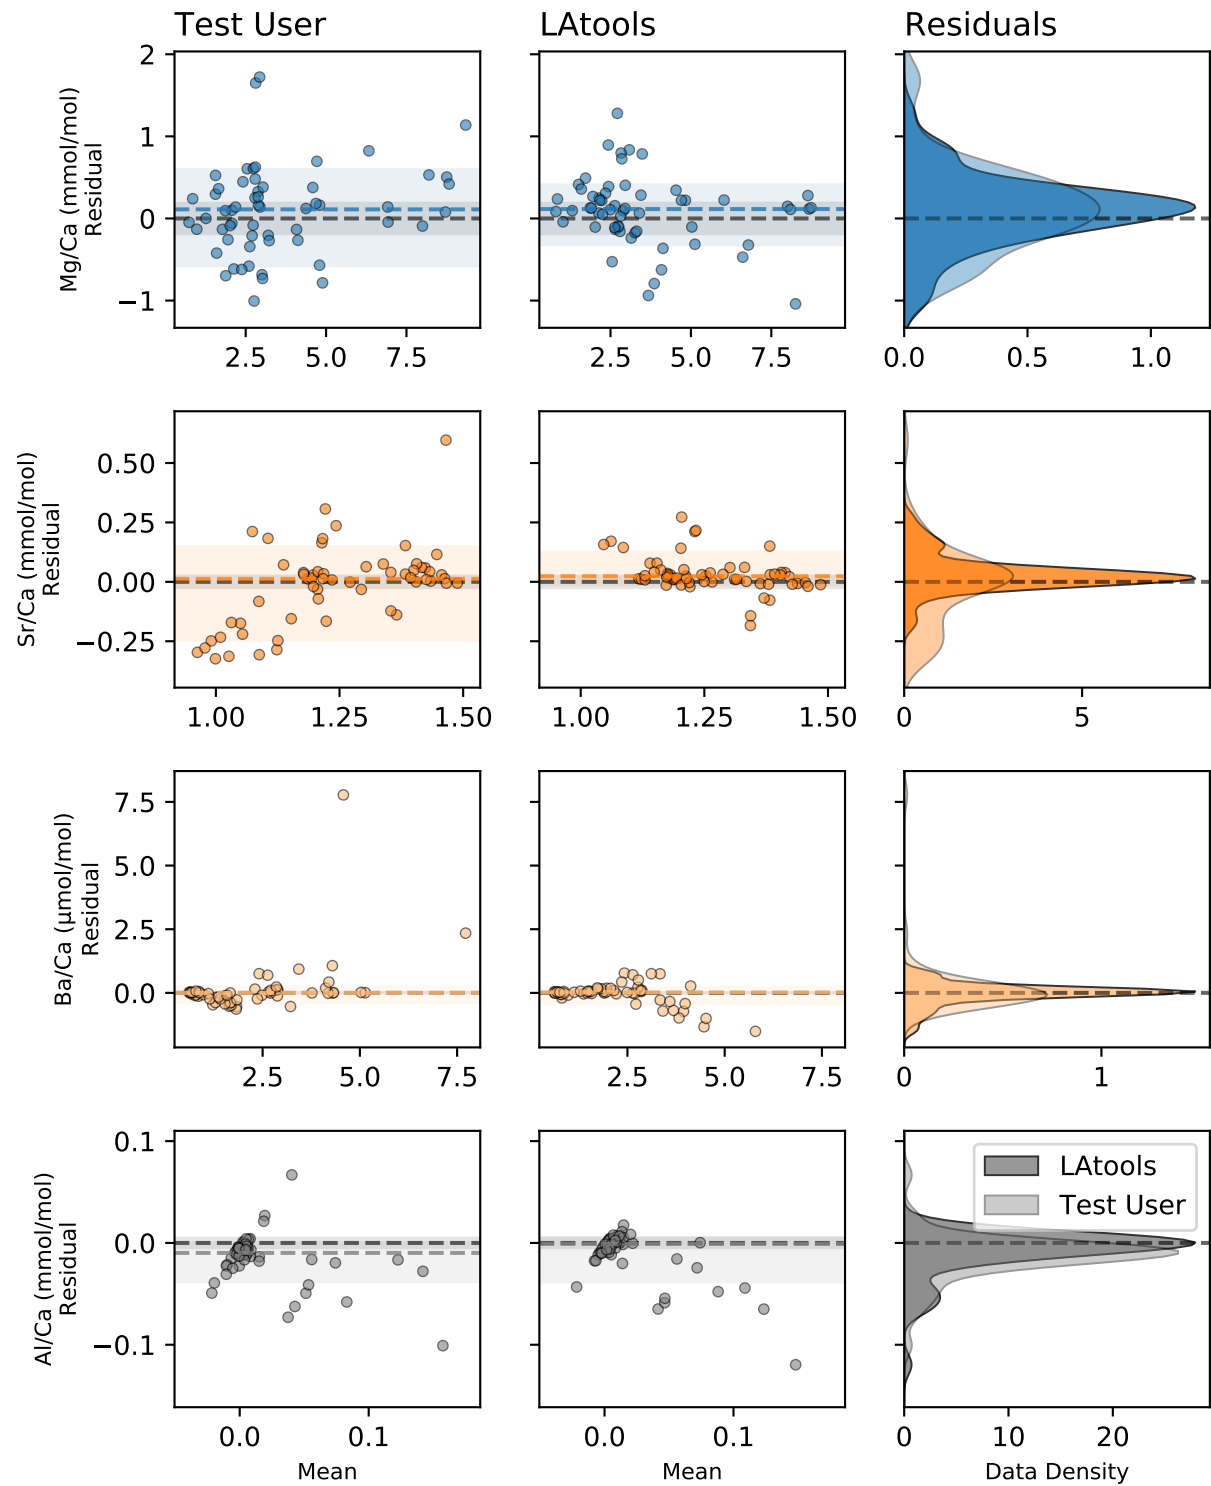 Test User
LAtools
Residuals
Mg/Ca (mmol/mol)
Residual
2
1
0
−1
2.5 5.0 7.5
2.5 5.0 7.5
0.0 0.5 1.0
Sr/Ca (mmol/mol)
Residual
0.50
0.25
0.00
−0.25
1.00 1.25 1.50
1.00 1.25 1.50
0 5
Ba/Ca (µmol/mol)
Residual
7.5
5.0
2.5
0.0
2.5 5.0 7.5
2.5 5.0 7.5
0 1
Al/Ca (mmol/mol)
Residual
0.1
0.0
−0.1
LAtools
Test User
0.0 0.1
0.0 0.1
0 10 20
Mean
Mean
Data Density